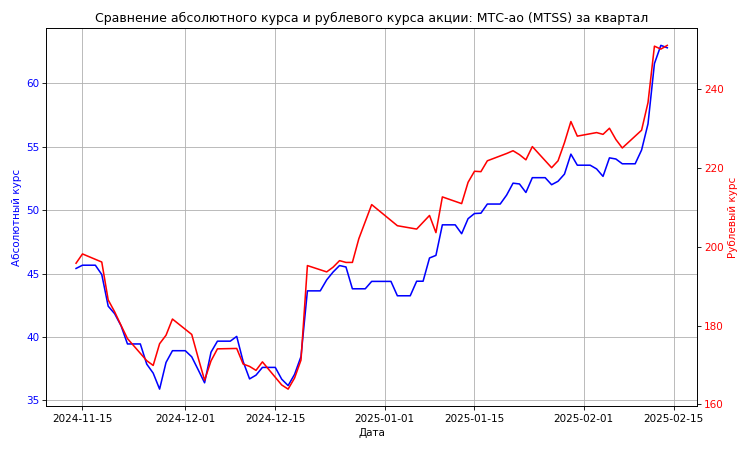 Сравнение абсолютного курса и рублевого курса акции: МТС-ао (MTSS) за квартал
Абсолютный курс
60
55
50
45
40
35
240
220
200
180
160
Рублевый курс
2024-11-15 2024-12-01 2024-12-15 2025-01-01 2025-01-15 2025-02-01 2025-02-15
Дата